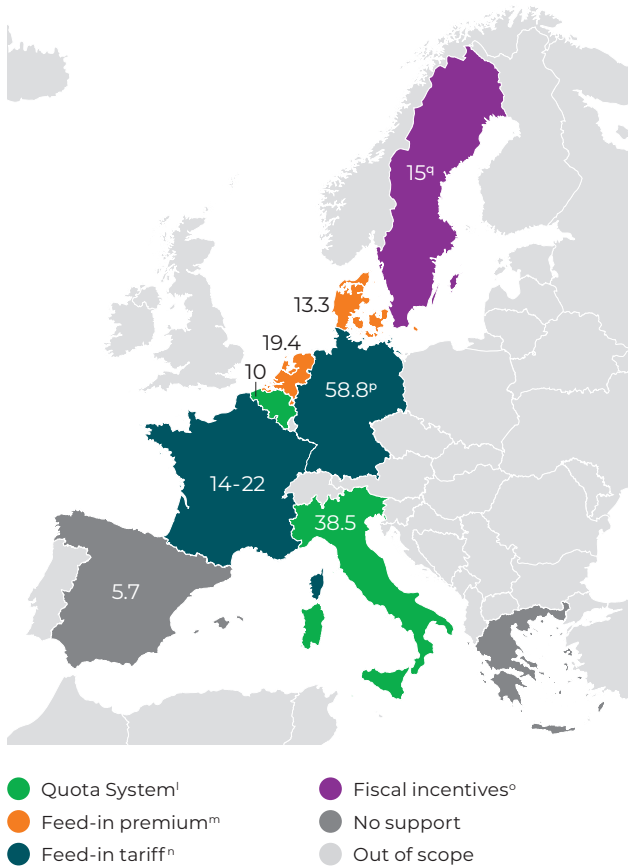 15q
13.3
19.4
10
58.8p
14-22
38.5
5.7
Quota Systemˡ
Feed-in premiumᵐ
Feed-in tariffⁿ
Fiscal incentivesᵒ
No support
Out of scope